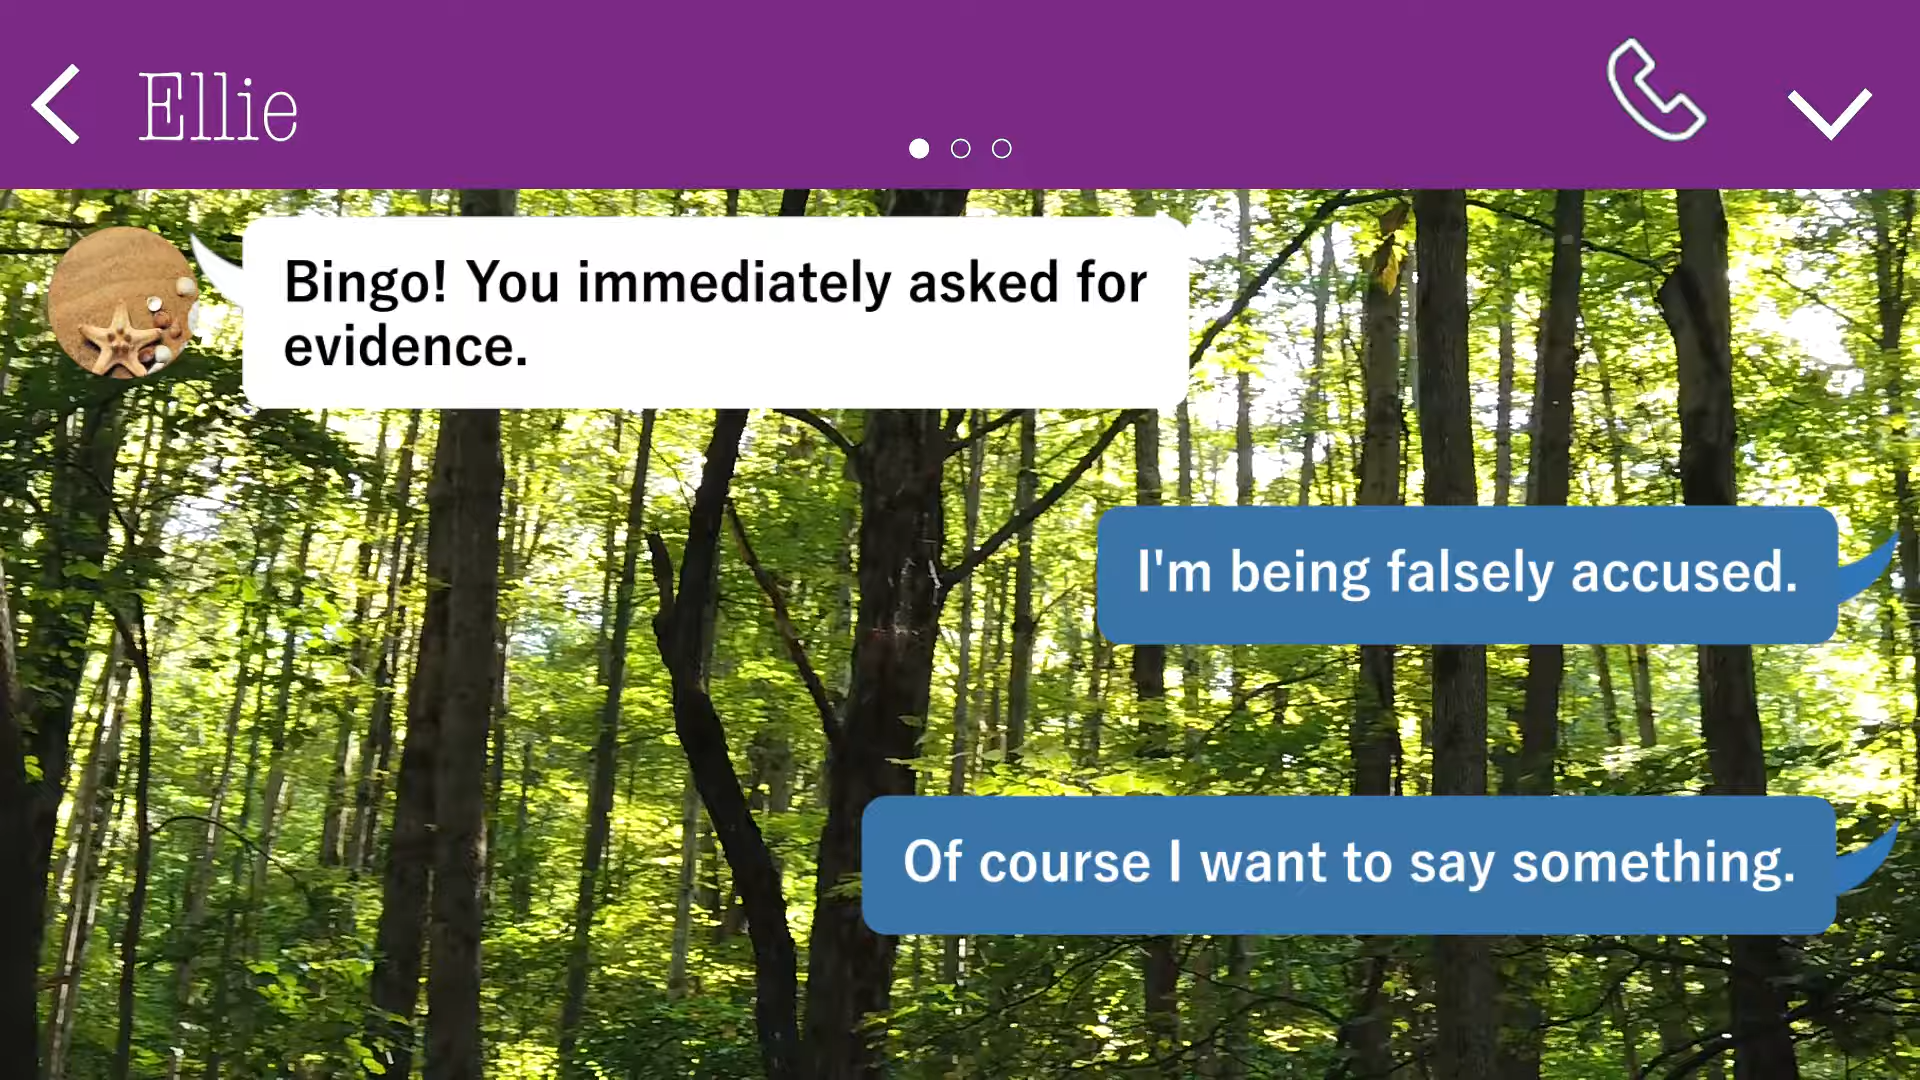 Ellie
Bingo! You immediately asked for
evidence.
I'm being falsely accused.
Of course I want to say something.